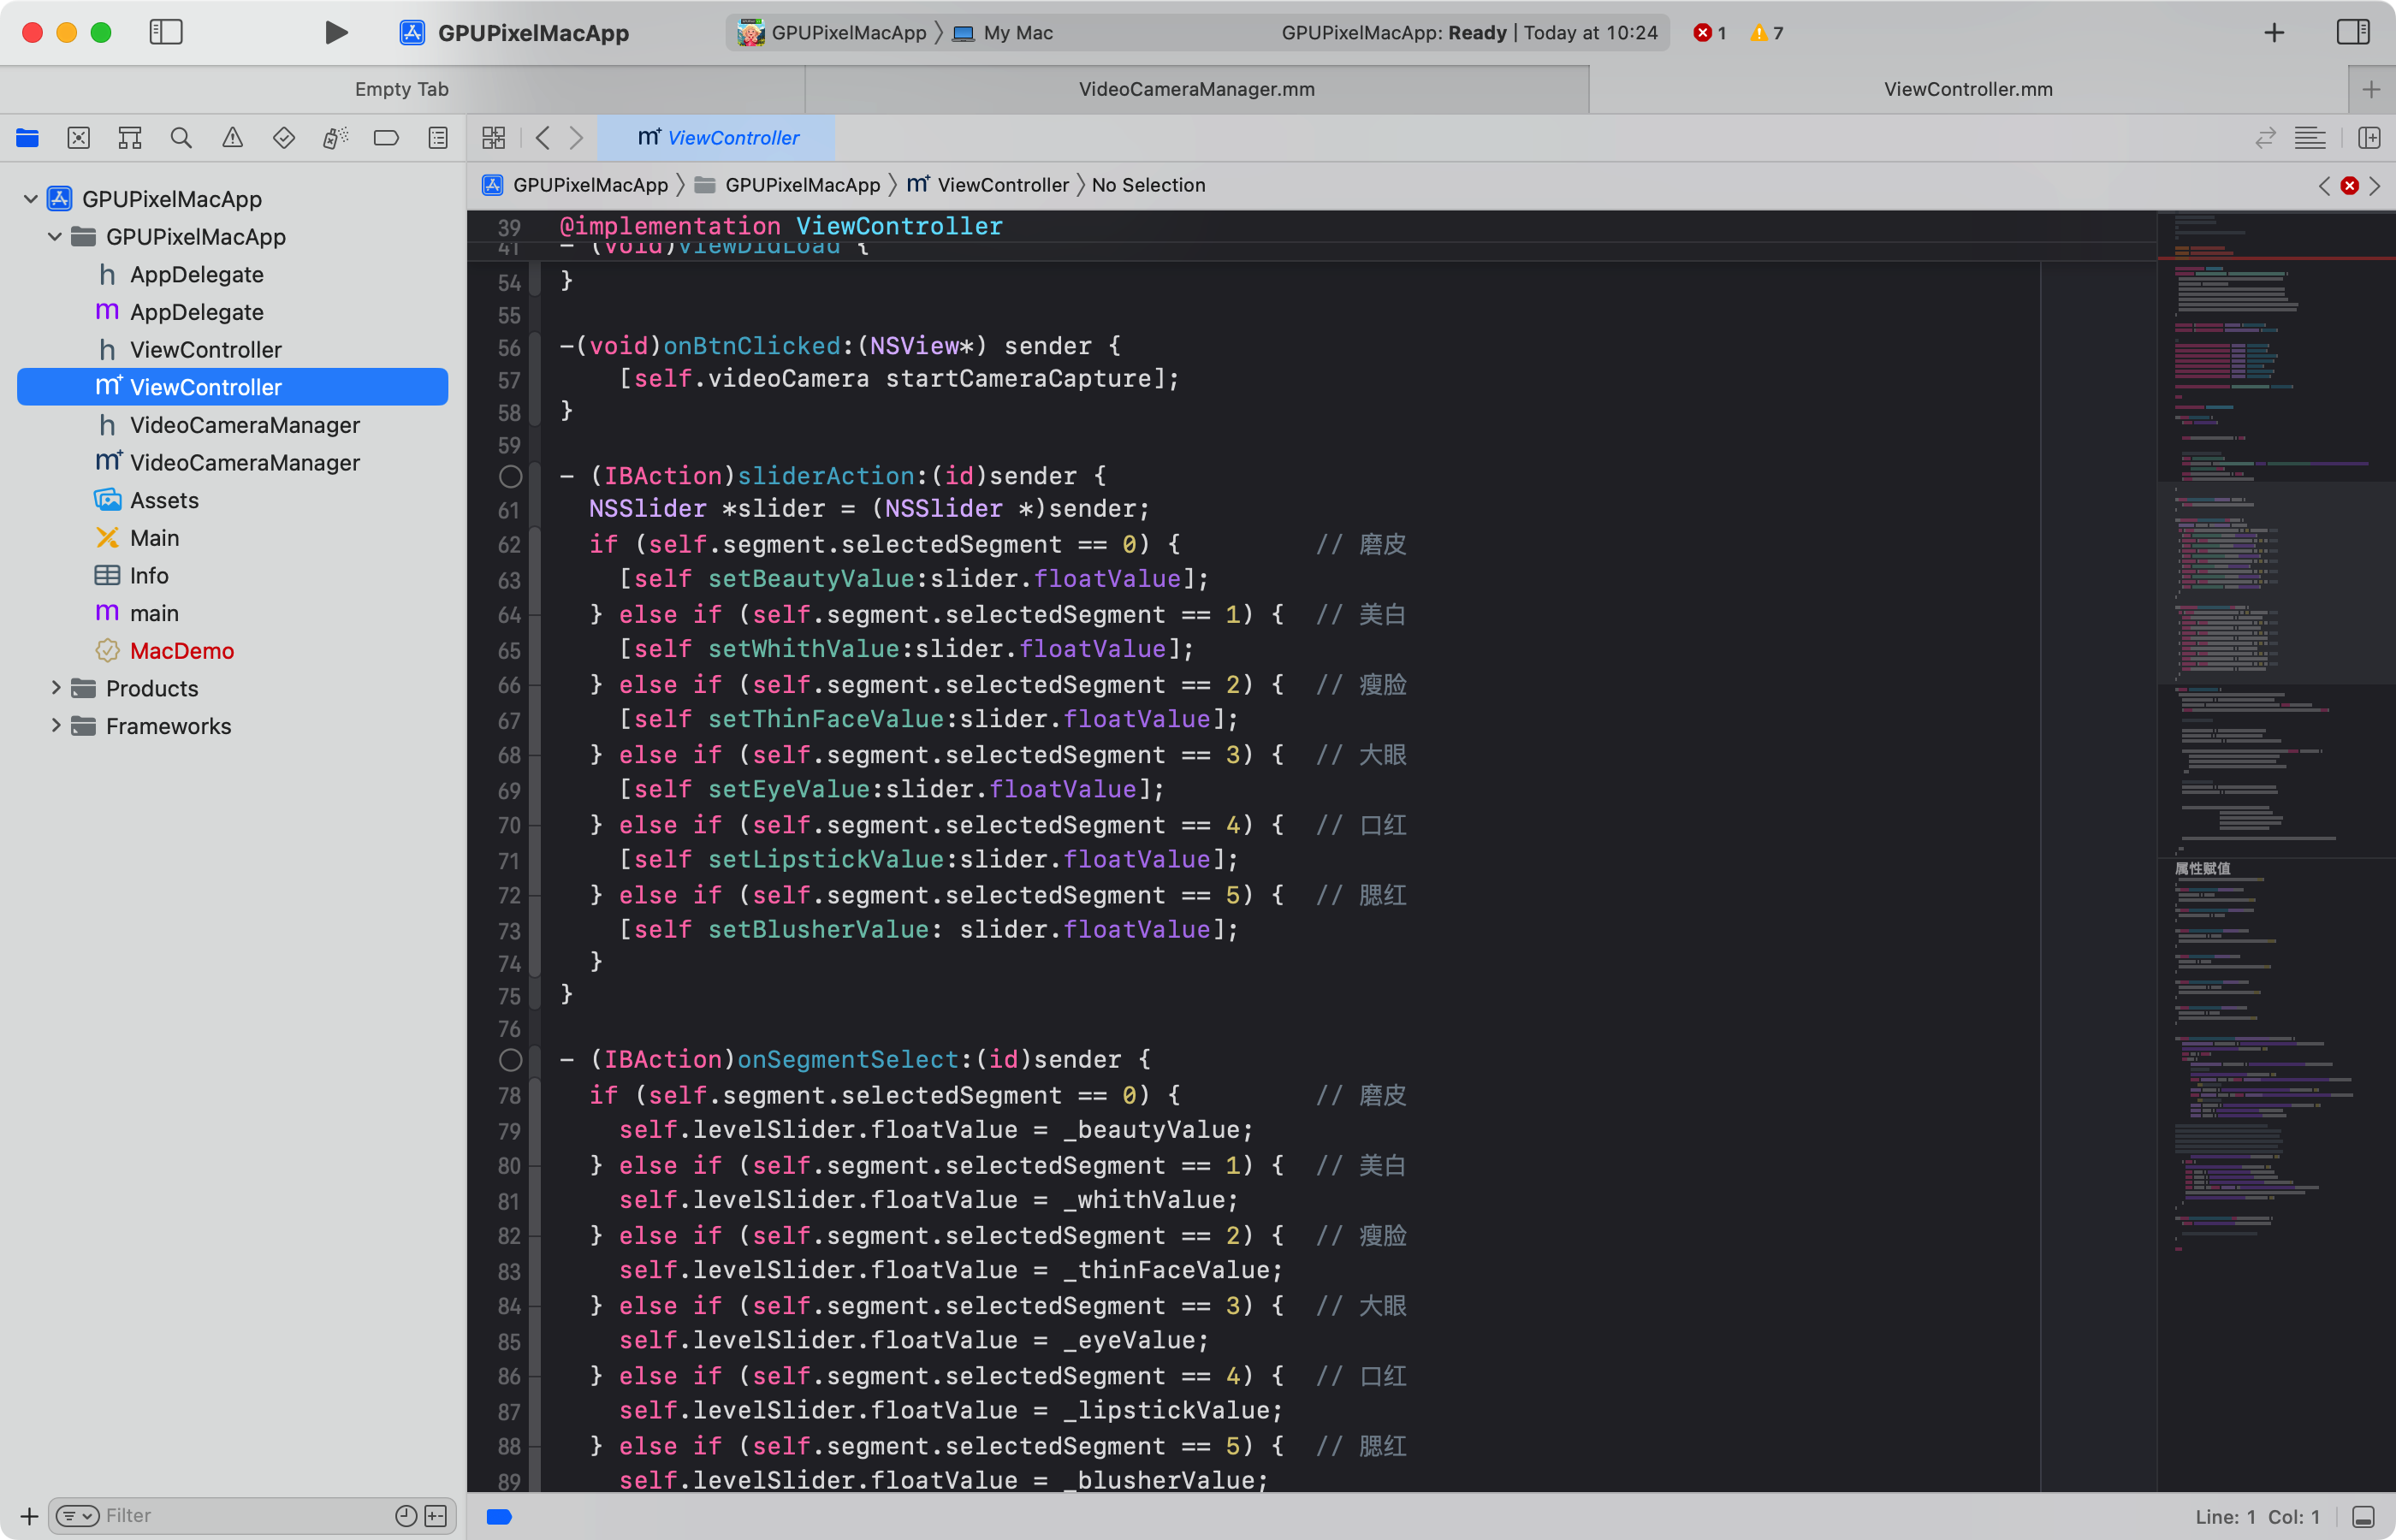 GPUPixelMacApp
GPUPixelMacApp 〉 My Mac
GPUPixelMacApp: Ready | Today at 10:24
1
7
Empty Tab
VideoCameraManager.mm
ViewController.mm
m+ ViewController
GPUPixelMacApp 〉 GPUPixelMacApp 〉 m+ ViewController 〉 No Selection
GPUPixelMacApp
GPUPixelMacApp
h AppDelegate
m AppDelegate
h ViewController
m+ ViewController
h VideoCameraManager
m+ VideoCameraManager
Assets
Main
Info
m main
MacDemo
Products
Frameworks
Filter
39 @implementation ViewController
41 - (void)viewDidLoad {
54 }
55
56 -(void)onBtnClicked:(NSView*) sender {
57 [self.videoCamera startCameraCapture];
58 }
59
- (IBAction)sliderAction:(id)sender {
61 NSSlider *slider = (NSSlider *)sender;
62 if (self.segment.selectedSegment == 0) { // 磨皮
63 [self setBeautyValue:slider.floatValue];
64 } else if (self.segment.selectedSegment == 1) { // 美白
65 [self setWhithValue:slider.floatValue];
66 } else if (self.segment.selectedSegment == 2) { // 瘦脸
67 [self setThinFaceValue:slider.floatValue];
68 } else if (self.segment.selectedSegment == 3) { // 大眼
69 [self setEyeValue:slider.floatValue];
70 } else if (self.segment.selectedSegment == 4) { // 口红
71 [self setLipstickValue:slider.floatValue];
72 } else if (self.segment.selectedSegment == 5) { // 腮红
73 [self setBlusherValue: slider.floatValue];
74 }
75 }
76
- (IBAction)onSegmentSelect:(id)sender {
78 if (self.segment.selectedSegment == 0) { // 磨皮
79 self.levelSlider.floatValue = _beautyValue;
80 } else if (self.segment.selectedSegment == 1) { // 美白
81 self.levelSlider.floatValue = _whithValue;
82 } else if (self.segment.selectedSegment == 2) { // 瘦脸
83 self.levelSlider.floatValue = _thinFaceValue;
84 } else if (self.segment.selectedSegment == 3) { // 大眼
85 self.levelSlider.floatValue = _eyeValue;
86 } else if (self.segment.selectedSegment == 4) { // 口红
87 self.levelSlider.floatValue = _lipstickValue;
88 } else if (self.segment.selectedSegment == 5) { // 腮红
89 self.levelSlider.floatValue = _blusherValue;
属性赋值
Line: 1 Col: 1